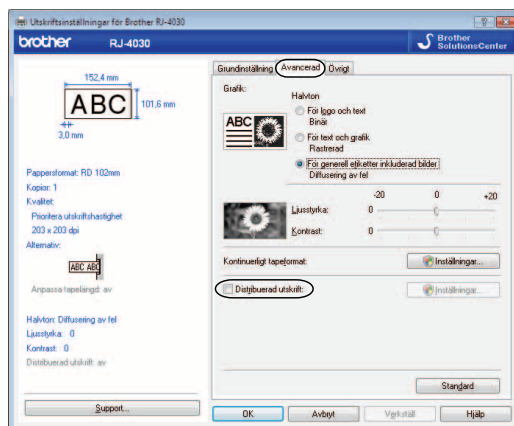 Utskriftsinställningar för Brother RJ-4030
brother
RJ-4030
Brother
SolutionsCenter
152,4 mm
ABC
101,6 mm
3,0 mm
Pappersformat: RD 102mm
Kopior: 1
Kvalitet:
Prioritera utskriftshastighet
203 x 203 dpi
Alternativ:
ABC ABC
Anpassa tapelängd: av
Halvton: Diffusering av fel
Ljusstyrka: 0
Kontrast: 0
Distribuerad utskrift: av
Support...
Grundinställning
Avancerad
Övrigt
Grafik:
ABC
Halvton
För logo och text
Binär
För text och grafik
Rastrerad
För generell etiketter inkluderad bilder
Diffusering av fel
-20 0 +20
Ljusstyrka: 0
Kontrast: 0
Kontinuerligt tapeformat:
Inställningar...
Distribuerad utskrift:
Inställningar...
Standard
OK
Avbryt
Verkställ
Hjälp